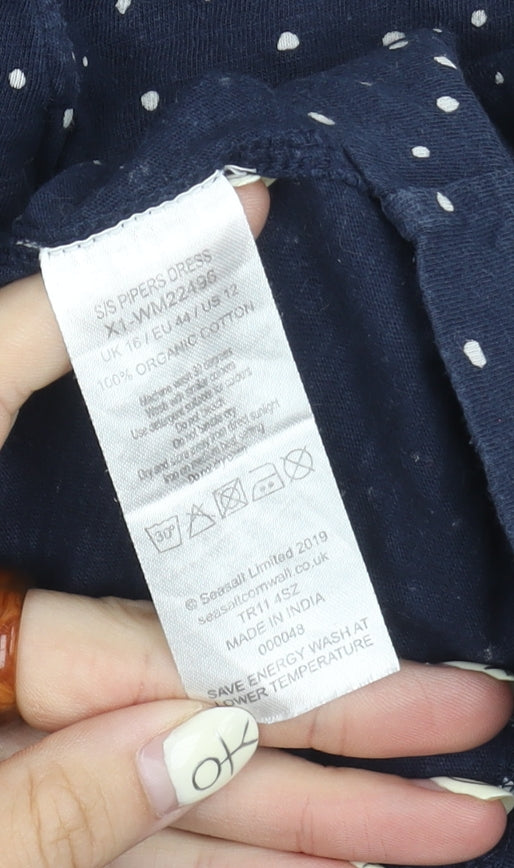 S/S PIPERS DRESS
X1-WM22496
UK 16 / EU 44 / US 12
100% ORGANIC COTTON
Machine wash 30 degrees
Wash with similar colours
Use detergent suitable for colours
Do not bleach
Do not tumble dry
Dry and store away from direct sunlight
Iron on medium heat
Do not dry clean
30°
© Seasalt Limited 2019
seasaltcornwall.co.uk
TR11 4SZ
MADE IN INDIA
000048
SAVE ENERGY WASH AT
LOWER TEMPERATURE
OK